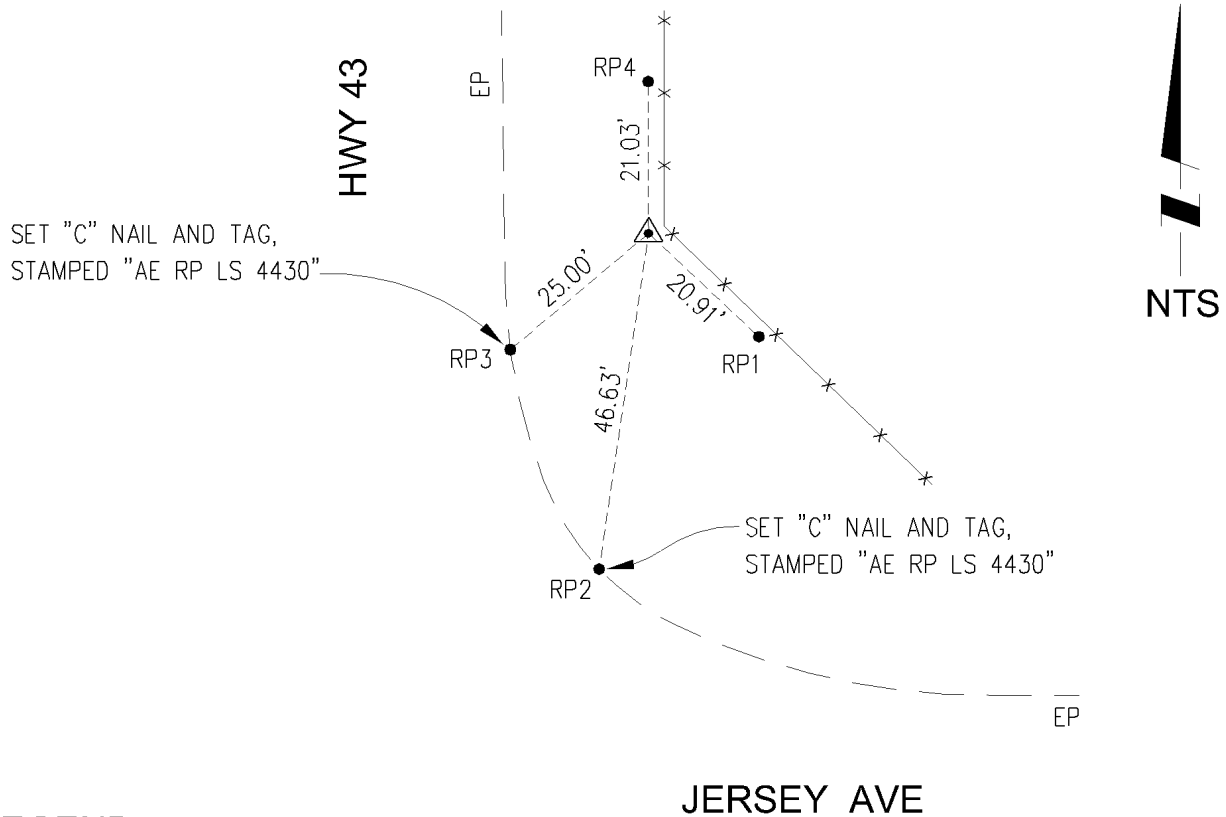 HWY 43
EP
RP4
21.03'
SET "C" NAIL AND TAG,
STAMPED "AE RP LS 4430"
25.00'
20.91'
NTS
RP3
RP1
46.63'
SET "C" NAIL AND TAG,
STAMPED "AE RP LS 4430"
RP2
EP
JERSEY AVE